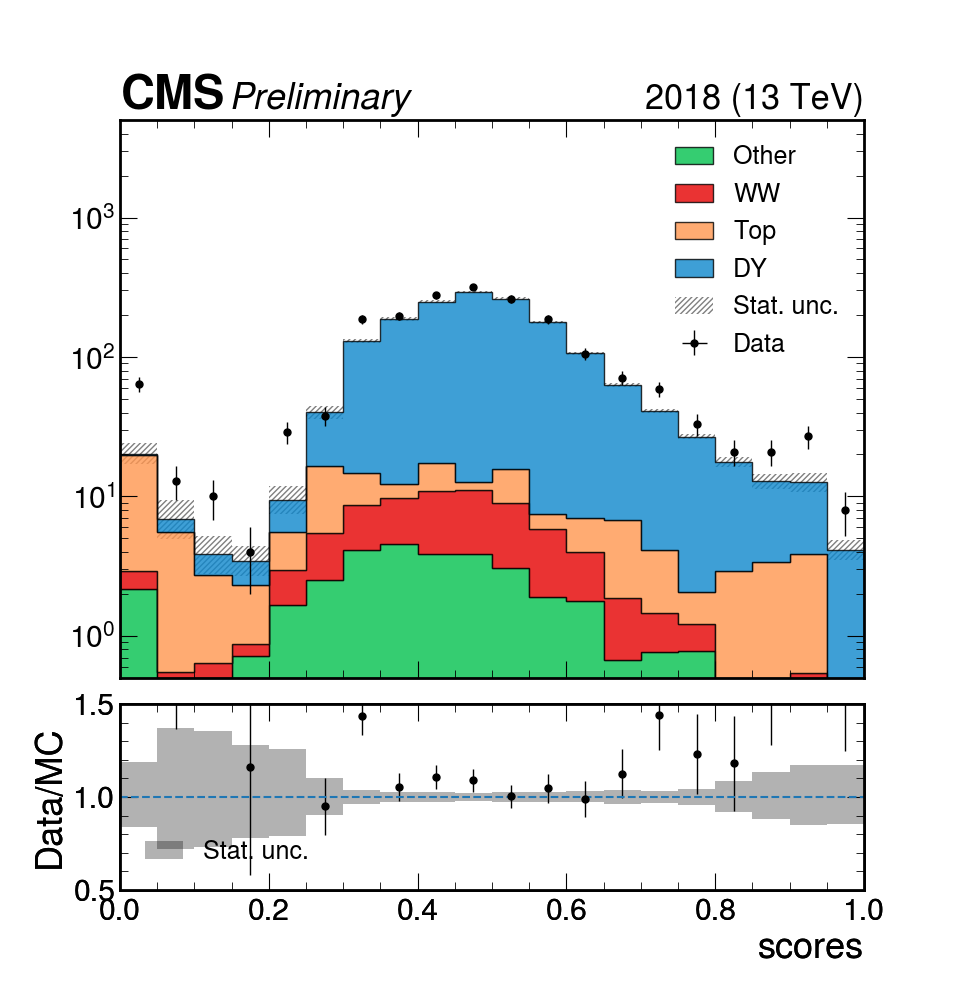 CMS Preliminary 2018 (13 TeV)
Other
WW
Top
DY
Stat. unc.
Data
10³
10²
10¹
10⁰
1.5
1.0
0.5
Data/MC
Stat. unc.
0.0 0.2 0.4 0.6 0.8 1.0
scores